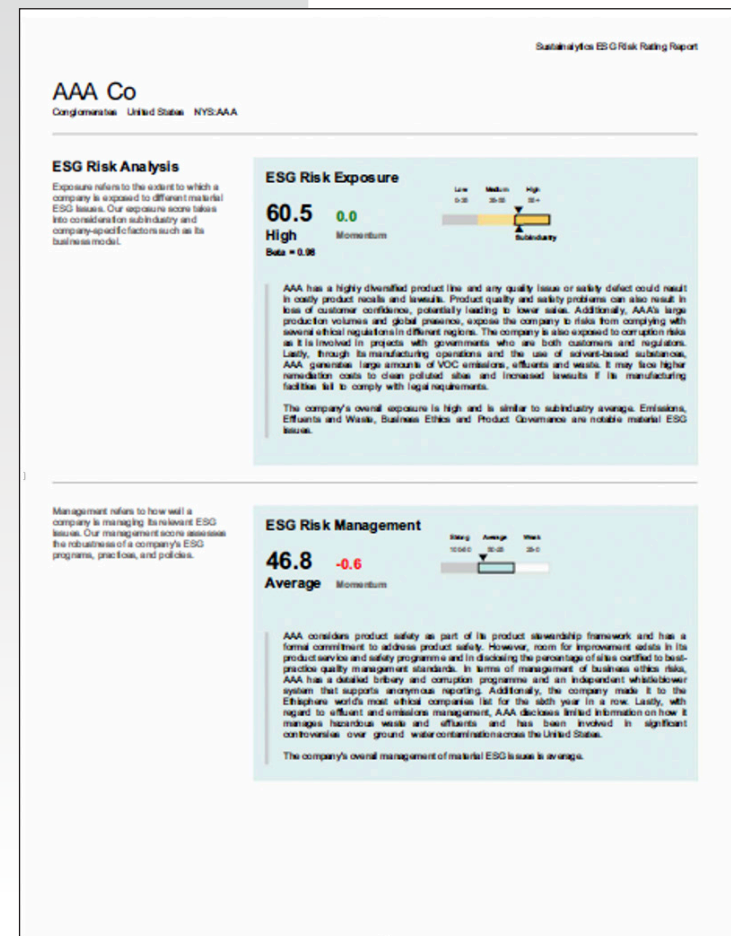 Sustainalytics ESG Risk Rating Report
AAA Co
Conglomerates United States NYS:AAA
ESG Risk Analysis
Exposure refers to the extent to which a
company is exposed to different material
ESG Issues. Our exposure score takes
into consideration subindustry and
company-specific factors such as its
business model.
ESG Risk Exposure
Low Medium High
55+
60.5 0.0
High Momentum
Beta = 0.98
Subindustry
AAA has a highly diversified product line and any quality issue or safety defect could result
in costly product recalls and lawsuits. Product quality and safety problems can also result in
loss of customer confidence, potentially leading to lower sales. Additionally, AAA's large
production volumes and global presence, expose the company to risks from complying with
several ethical regulations in different regions. The company is also exposed to corruption risks
as it is involved in projects with governments who are both customers and regulators.
Lastly, through its manufacturing operations and the use of solvent-based substances,
AAA generates large amounts of VOC emissions, effluents and waste. It may face higher
remediation costs to clean polluted sites and increased lawsuits if its manufacturing
facilities fail to comply with legal requirements.
The company's overall exposure is high and is similar to subindustry average. Emissions,
Effluents and Waste, Business Ethics and Product Governance are notable material ESG
issues.
Management refers to how well a
company is managing its relevant ESG
Issues. Our management score assesses
the robustness of a company's ESG
programs, practices, and policies.
ESG Risk Management
Strong Average Weak
46.8 -0.6
Average Momentum
AAA considers product safety as part of its product stewardship framework and has a
formal commitment to address product safety. However, room for improvement exists in its
product service and safety programme and in disclosing the percentage of sites certified to best-
practice quality management standards. In terms of management of business ethics risks,
AAA has a detailed bribery and corruption programme and an independent whistleblower
system that supports anonymous reporting. Additionally, the company made it to the
Ethisphere world's most ethical companies list for the sixth year in a row. Lastly, with
regard to effluent and emissions management, AAA discloses limited information on how it
manages hazardous waste and effluents and has been involved in significant
controversies over ground water contamination across the United States.
The company's overall management of material ESG issues is average.